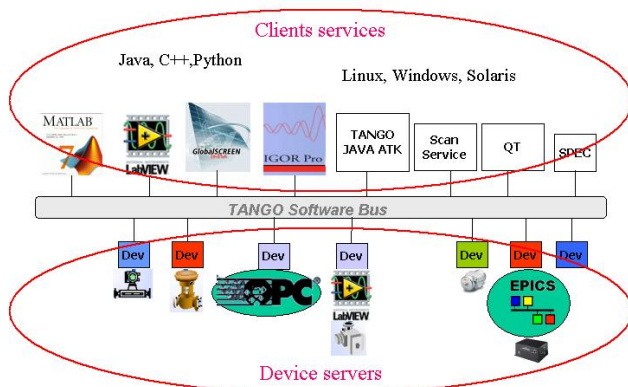 Clients services
Java, C++,Python
Linux, Windows, Solaris
MATLAB
7
LabVIEW
GlobalSCREEN
IGOR Pro
TANGO
JAVA ATK
Scan
Service
QT
SPEC
TANGO Software Bus
Dev
Dev
Dev
Dev
Dev
Dev
Dev
OPC
LabVIEW
EPICS
Device servers